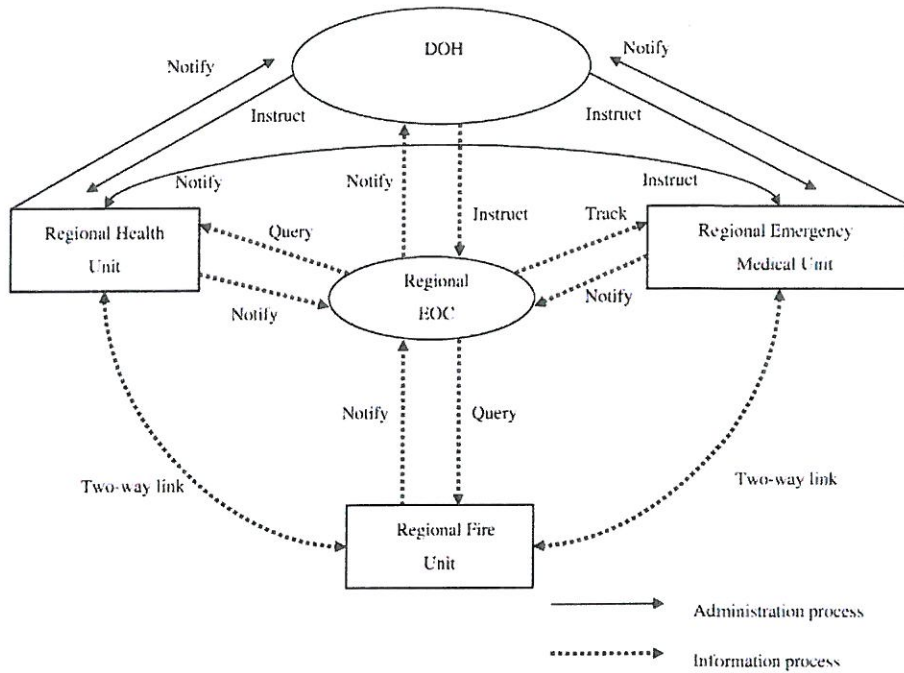 DOH
Notify
Notify
Instruct
Instruct
Notify
Notify
Instruct
Regional Health
Unit
Query
Instruct
Track
Regional Emergency
Medical Unit
Regional
EOC
Notify
Notify
Notify
Query
Two-way link
Two-way link
Regional Fire
Unit
Administration process
Information process